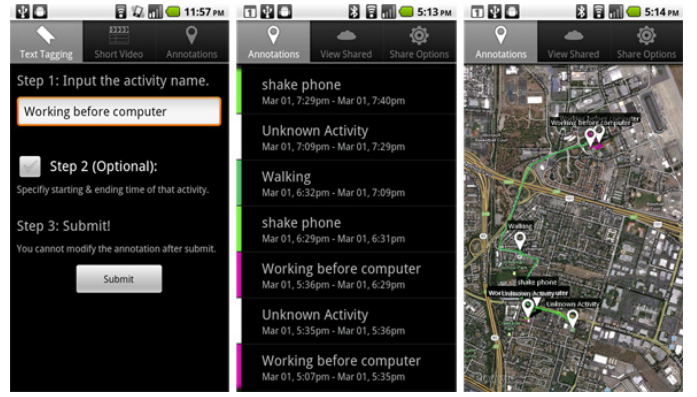 11:57 PM
Text Tagging
Short Video
Annotations
Step 1: Input the activity name.
Working before computer
Step 2 (Optional):
Specifiy starting & ending time of that activity.
Step 3: Submit!
You cannot modify the annotation after submit.
Submit
1
5:13 PM
Annotations
View Shared
Share Options
shake phone
Mar 01, 7:29pm - Mar 01, 7:40pm
Unknown Activity
Mar 01, 7:09pm - Mar 01, 7:29pm
Walking
Mar 01, 6:32pm - Mar 01, 7:09pm
shake phone
Mar 01, 6:29pm - Mar 01, 6:31pm
Working before computer
Mar 01, 5:36pm - Mar 01, 6:29pm
Unknown Activity
Mar 01, 5:35pm - Mar 01, 5:36pm
Working before computer
Mar 01, 5:07pm - Mar 01, 5:35pm
1
5:14 PM
Annotations
View Shared
Share Options
Working before computer
Walking
shake phone
Unknown Activity
Unknown Activity